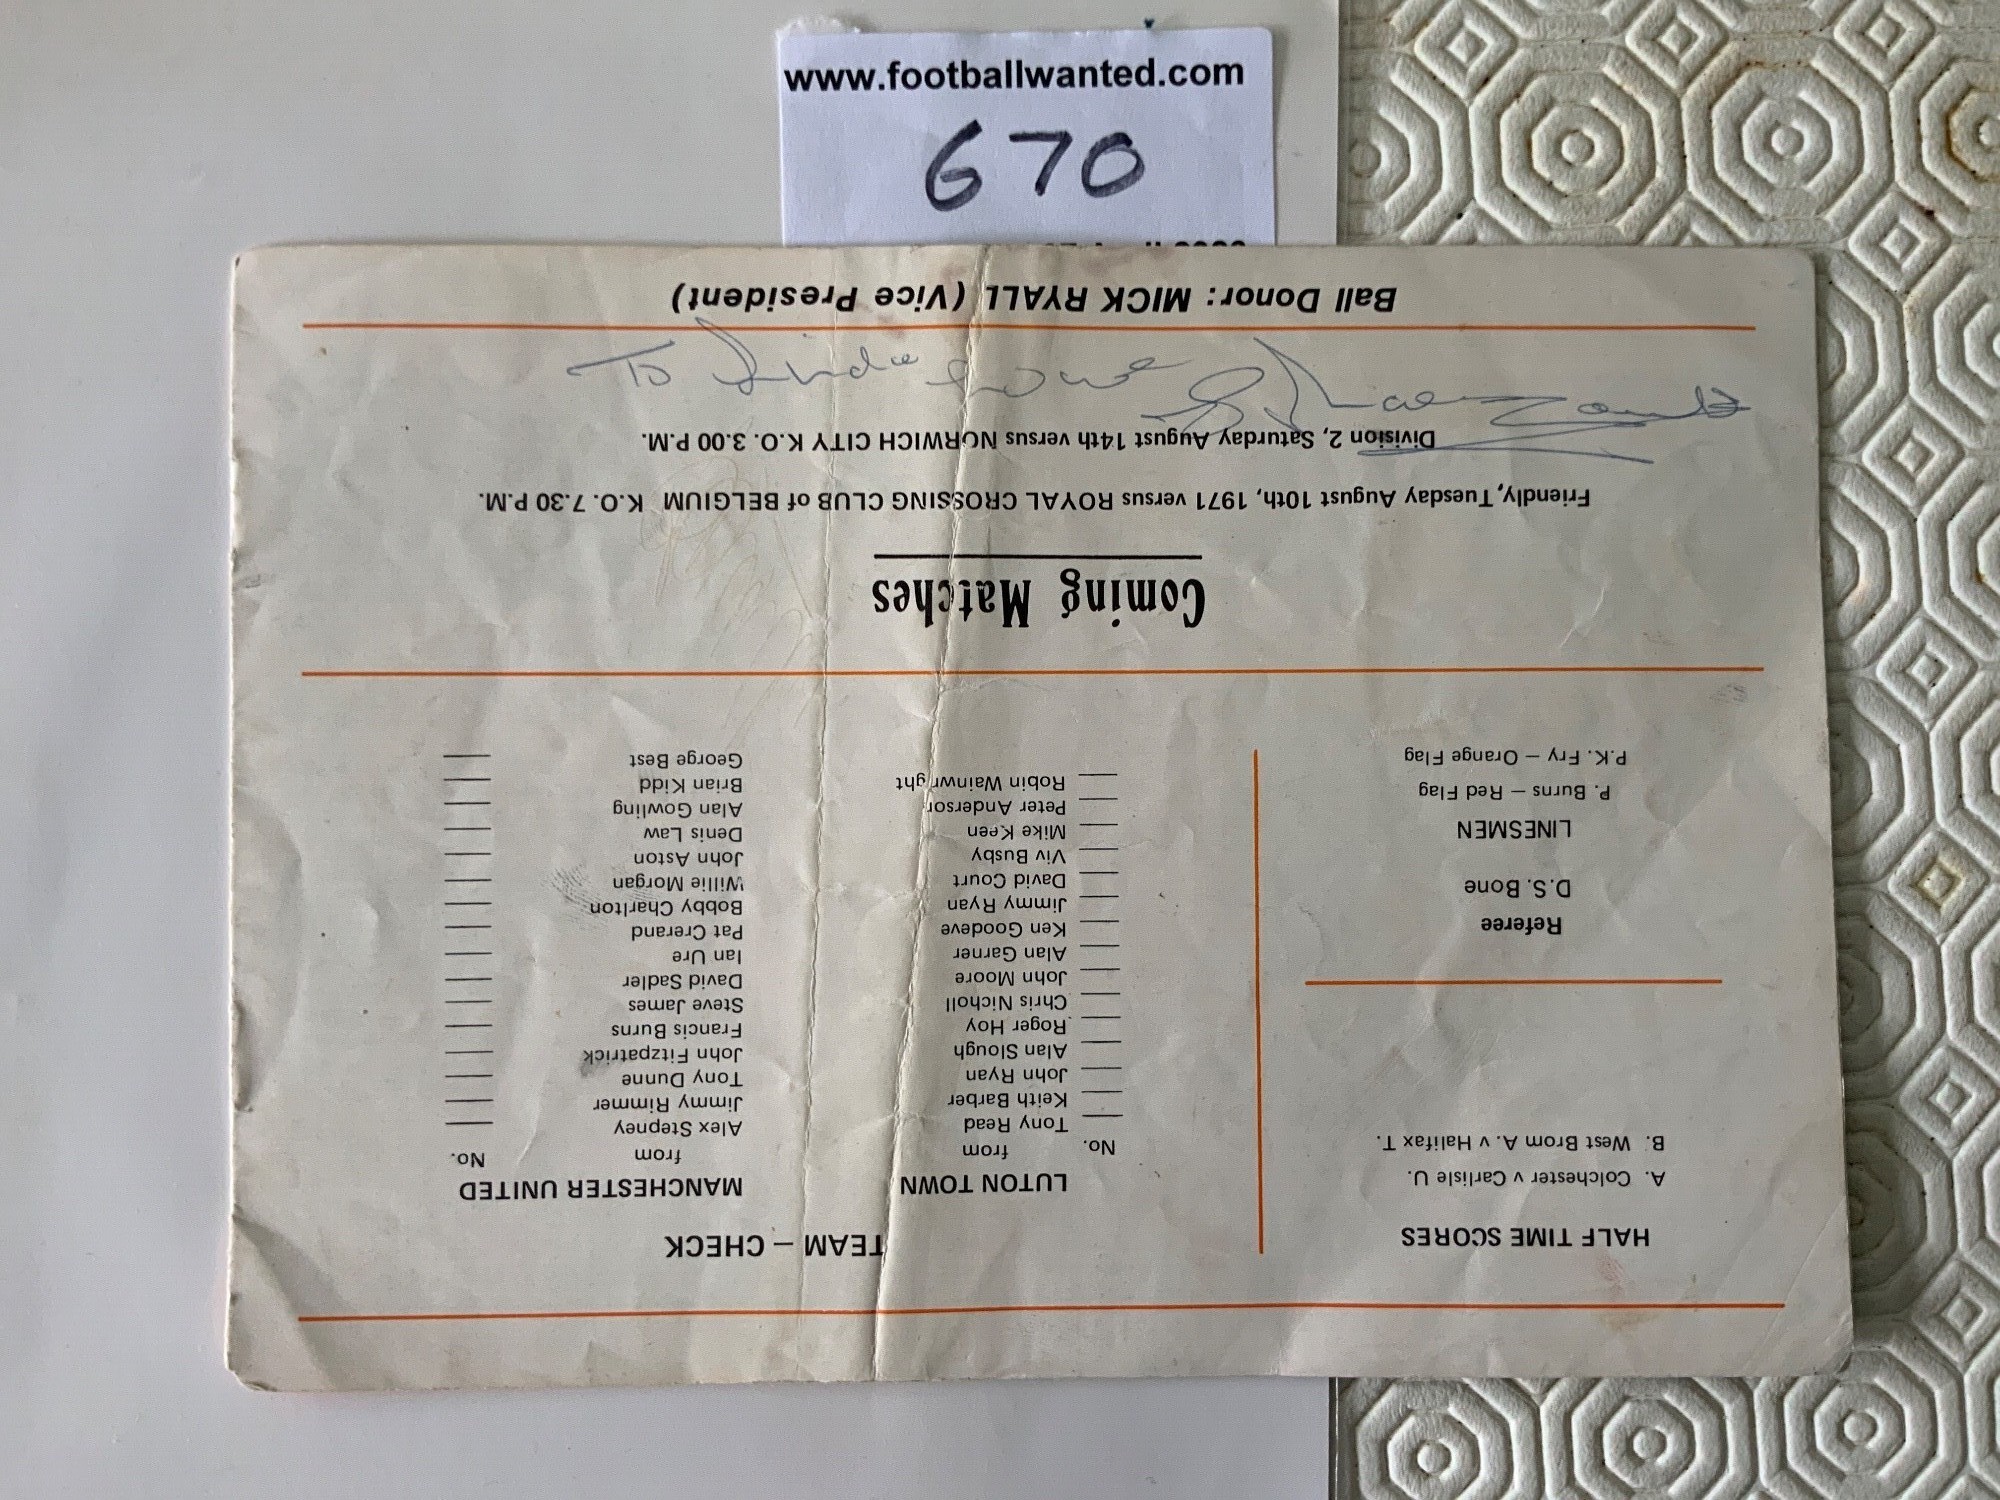 www.footballwanted.com
670
HALF TIME SCORES
A. Colchester v Carlisle U.
B. West Brom A. v Halifax T.
Referee
D.S. Bone
LINESMEN
P. Burns – Red Flag
P.K. Fry – Orange Flag
TEAM – CHECK
LUTON TOWN
No. from
Tony Read
Keith Barber
John Ryan
Alan Slough
Roger Hoy
Chris Nicholl
John Moore
Alan Garner
Ken Goodeve
Jimmy Ryan
David Court
Viv Busby
Mike Keen
Peter Anderson
Robin Wainwright
MANCHESTER UNITED
from No.
Alex Stepney
Jimmy Rimmer
Tony Dunne
John Fitzpatrick
Francis Burns
Steve James
David Sadler
Ian Ure
Pat Crerand
Bobby Charlton
Willie Morgan
John Aston
Denis Law
Alan Gowling
Brian Kidd
George Best
Coming Matches
Friendly, Tuesday August 10th, 1971 versus ROYAL CROSSING CLUB of BELGIUM K.O. 7.30 P.M.
Division 2, Saturday August 14th versus NORWICH CITY K.O. 3.00 P.M.
To Linda
Ball Donor: MICK RYALL (Vice President)